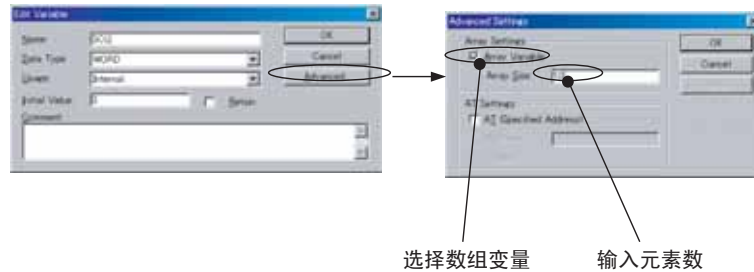 Edit Variable
Name
Data Type WORD
Usage Internal
Initial Value Retain
Comment
OK
Cancel
Advanced
Advanced Settings
Array Settings
Array Variable
Array Size
AT Settings
AT (Specified Address)
OK
Cancel
选择数组变量
输入元素数